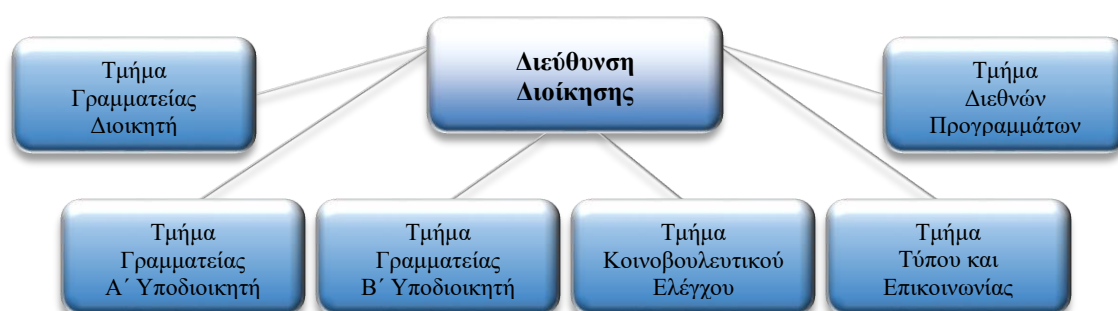 Διεύθυνση
Διοίκησης
Τμήμα
Γραμματείας
Διοικητή
Τμήμα
Διεθνών
Προγραμμάτων
Τμήμα
Γραμματείας
Α΄ Υποδιοικητή
Τμήμα
Γραμματείας
Β΄ Υποδιοικητή
Τμήμα
Κοινοβουλευτικού
Ελέγχου
Τμήμα
Τύπου και
Επικοινωνίας